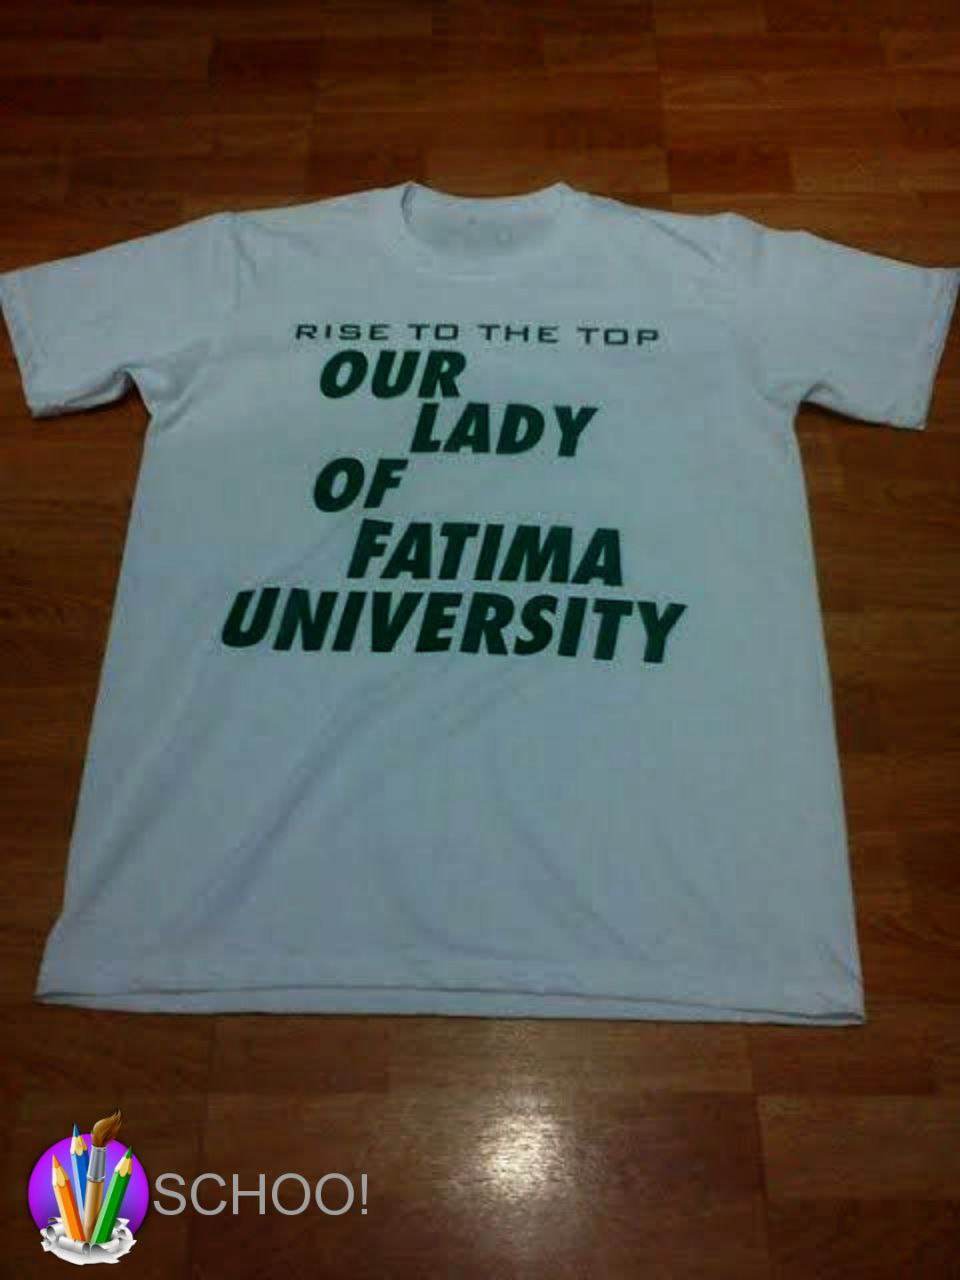 RISE TO THE TOP
OUR
LADY
OF
FATIMA
UNIVERSITY
SCHOO!